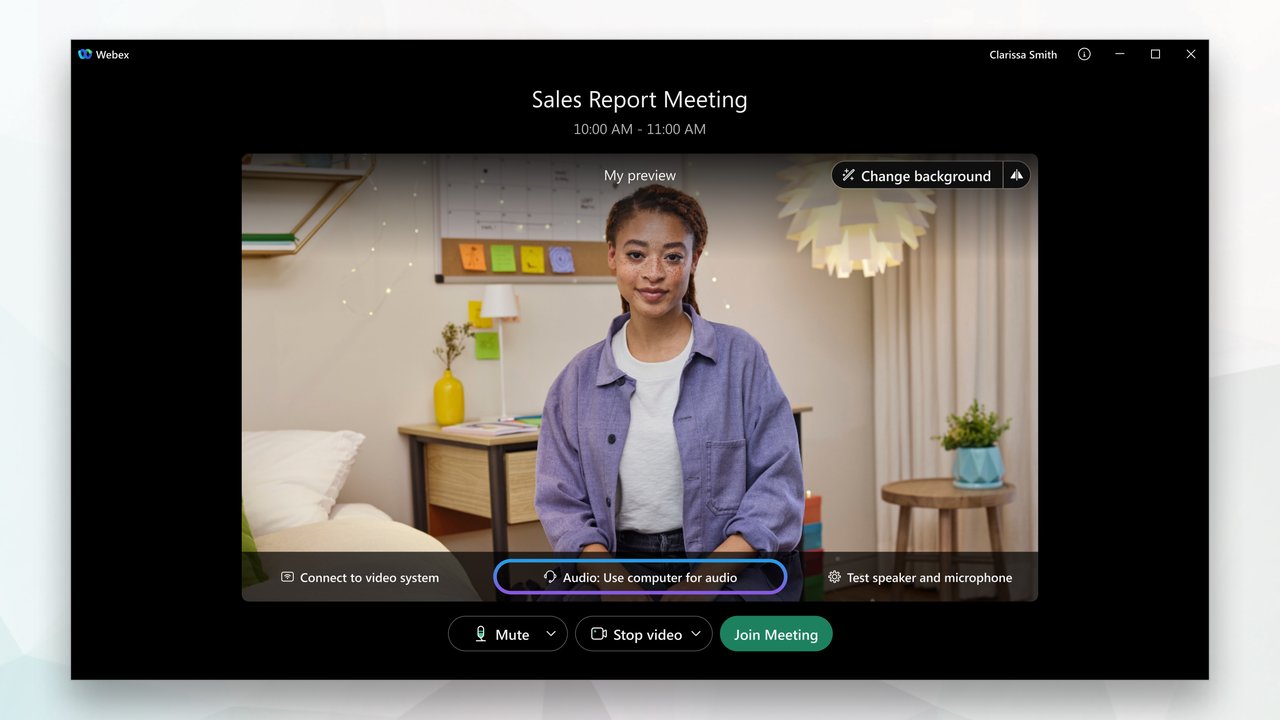 Webex
Clarissa Smith
Sales Report Meeting
10:00 AM - 11:00 AM
My preview
Change background
Connect to video system
Audio: Use computer for audio
Test speaker and microphone
Mute
Stop video
Join Meeting